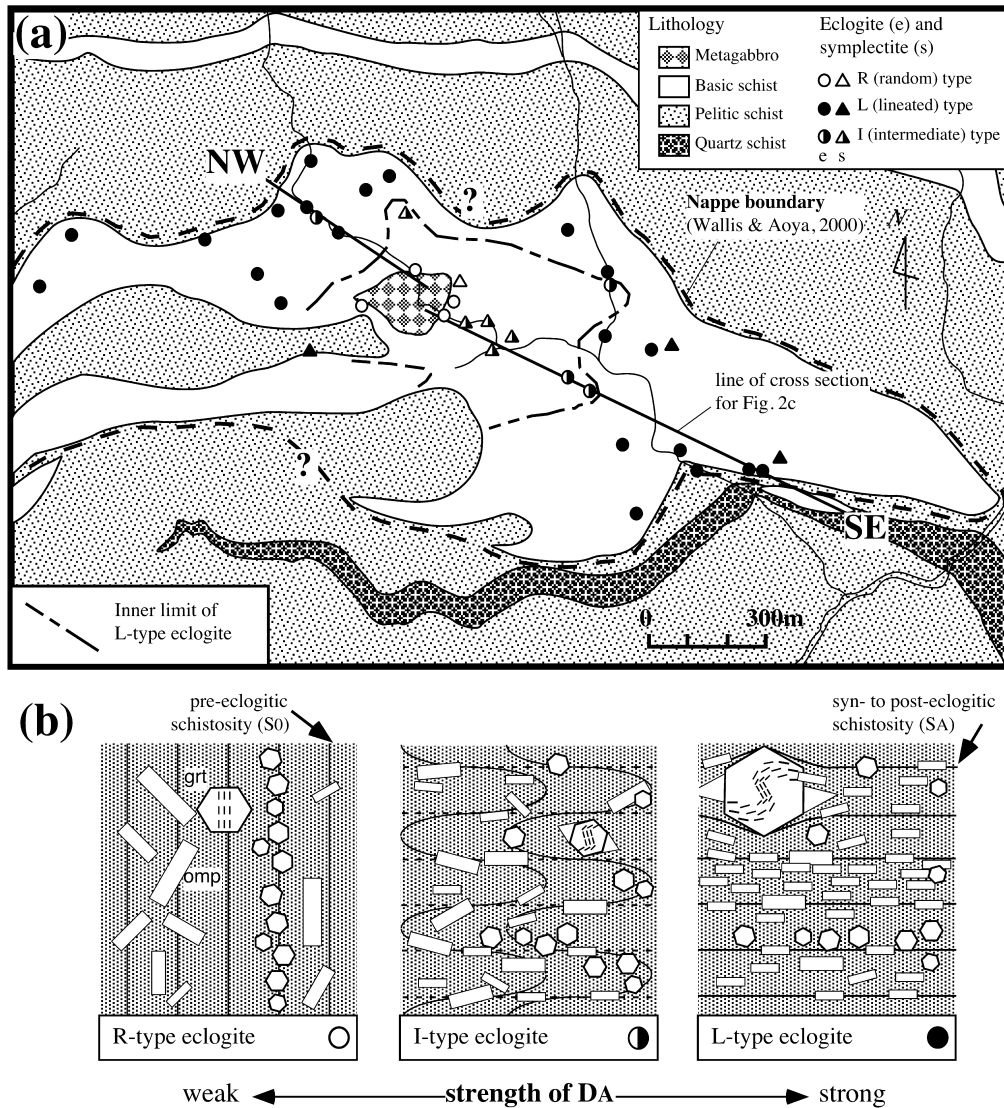 (a)
Lithology
Metagabbro
Basic schist
Pelitic schist
Quartz schist
Eclogite (e) and
symplectite (s)
R (random) type
L (lineated) type
I (intermediate) type
e s
NW
?
Nappe boundary
(Wallis & Aoya, 2000)
N
line of cross section
for Fig. 2c
?
SE
Inner limit of
L-type eclogite
0 300m
(b)
pre-eclogitic
schistosity (S0)
syn- to post-eclogitic
schistosity (SA)
grt
omp
R-type eclogite
I-type eclogite
L-type eclogite
weak strength of DA strong